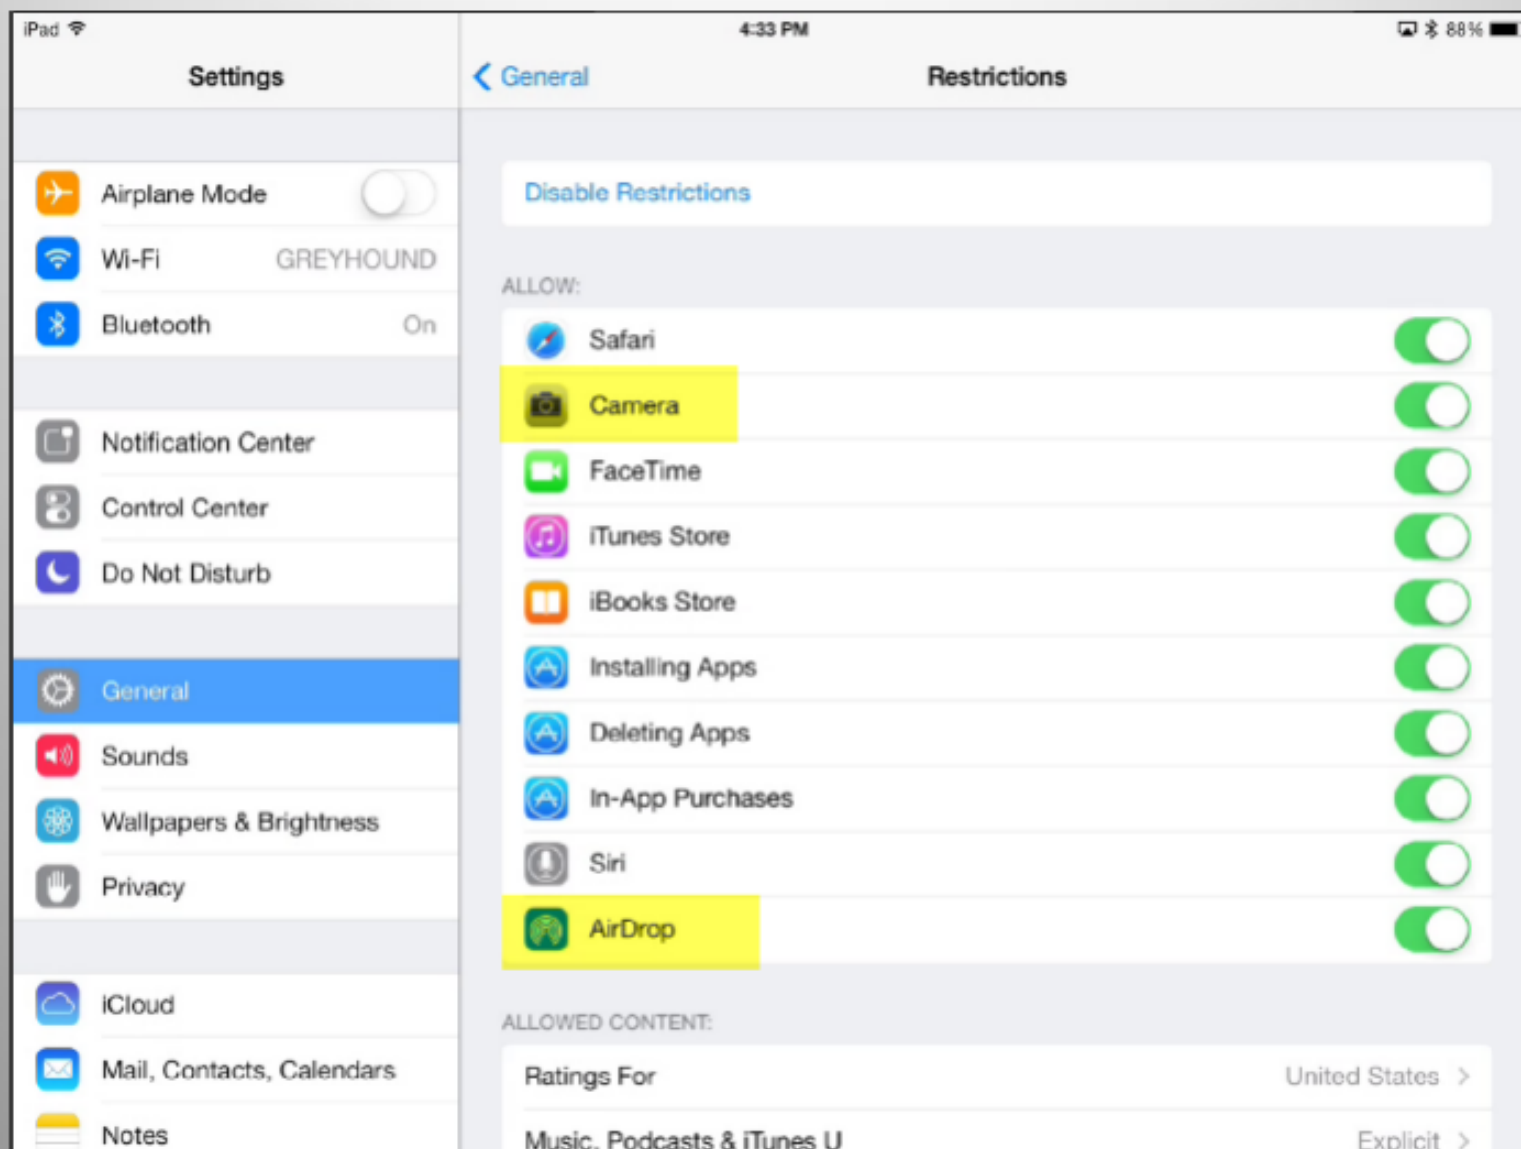 iPad
4:33 PM
88%
Settings
General
Restrictions
Airplane Mode
Wi-Fi
GREYHOUND
Bluetooth
On
Notification Center
Control Center
Do Not Disturb
General
Sounds
Wallpapers & Brightness
Privacy
iCloud
Mail, Contacts, Calendars
Notes
Disable Restrictions
ALLOW:
Safari
Camera
FaceTime
iTunes Store
iBooks Store
Installing Apps
Deleting Apps
In-App Purchases
Siri
AirDrop
ALLOWED CONTENT:
Ratings For
United States
Music, Podcasts & iTunes U
Explicit